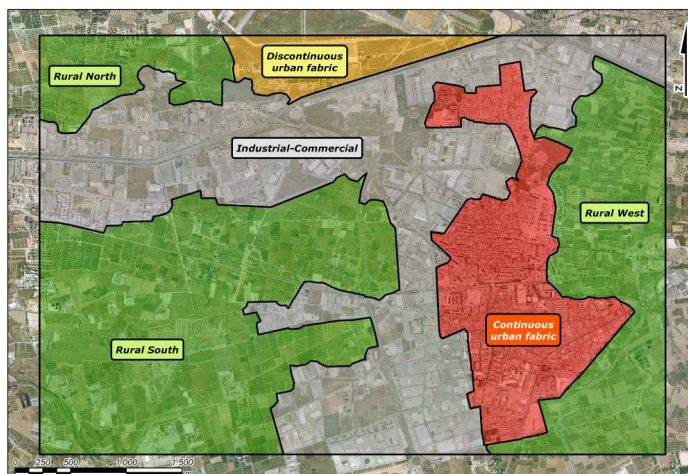 Rural North
Discontinuous
urban fabric
N
Industrial-Commercial
Rural West
Continuous
urban fabric
Rural South
0 250 500 1.000 1.500